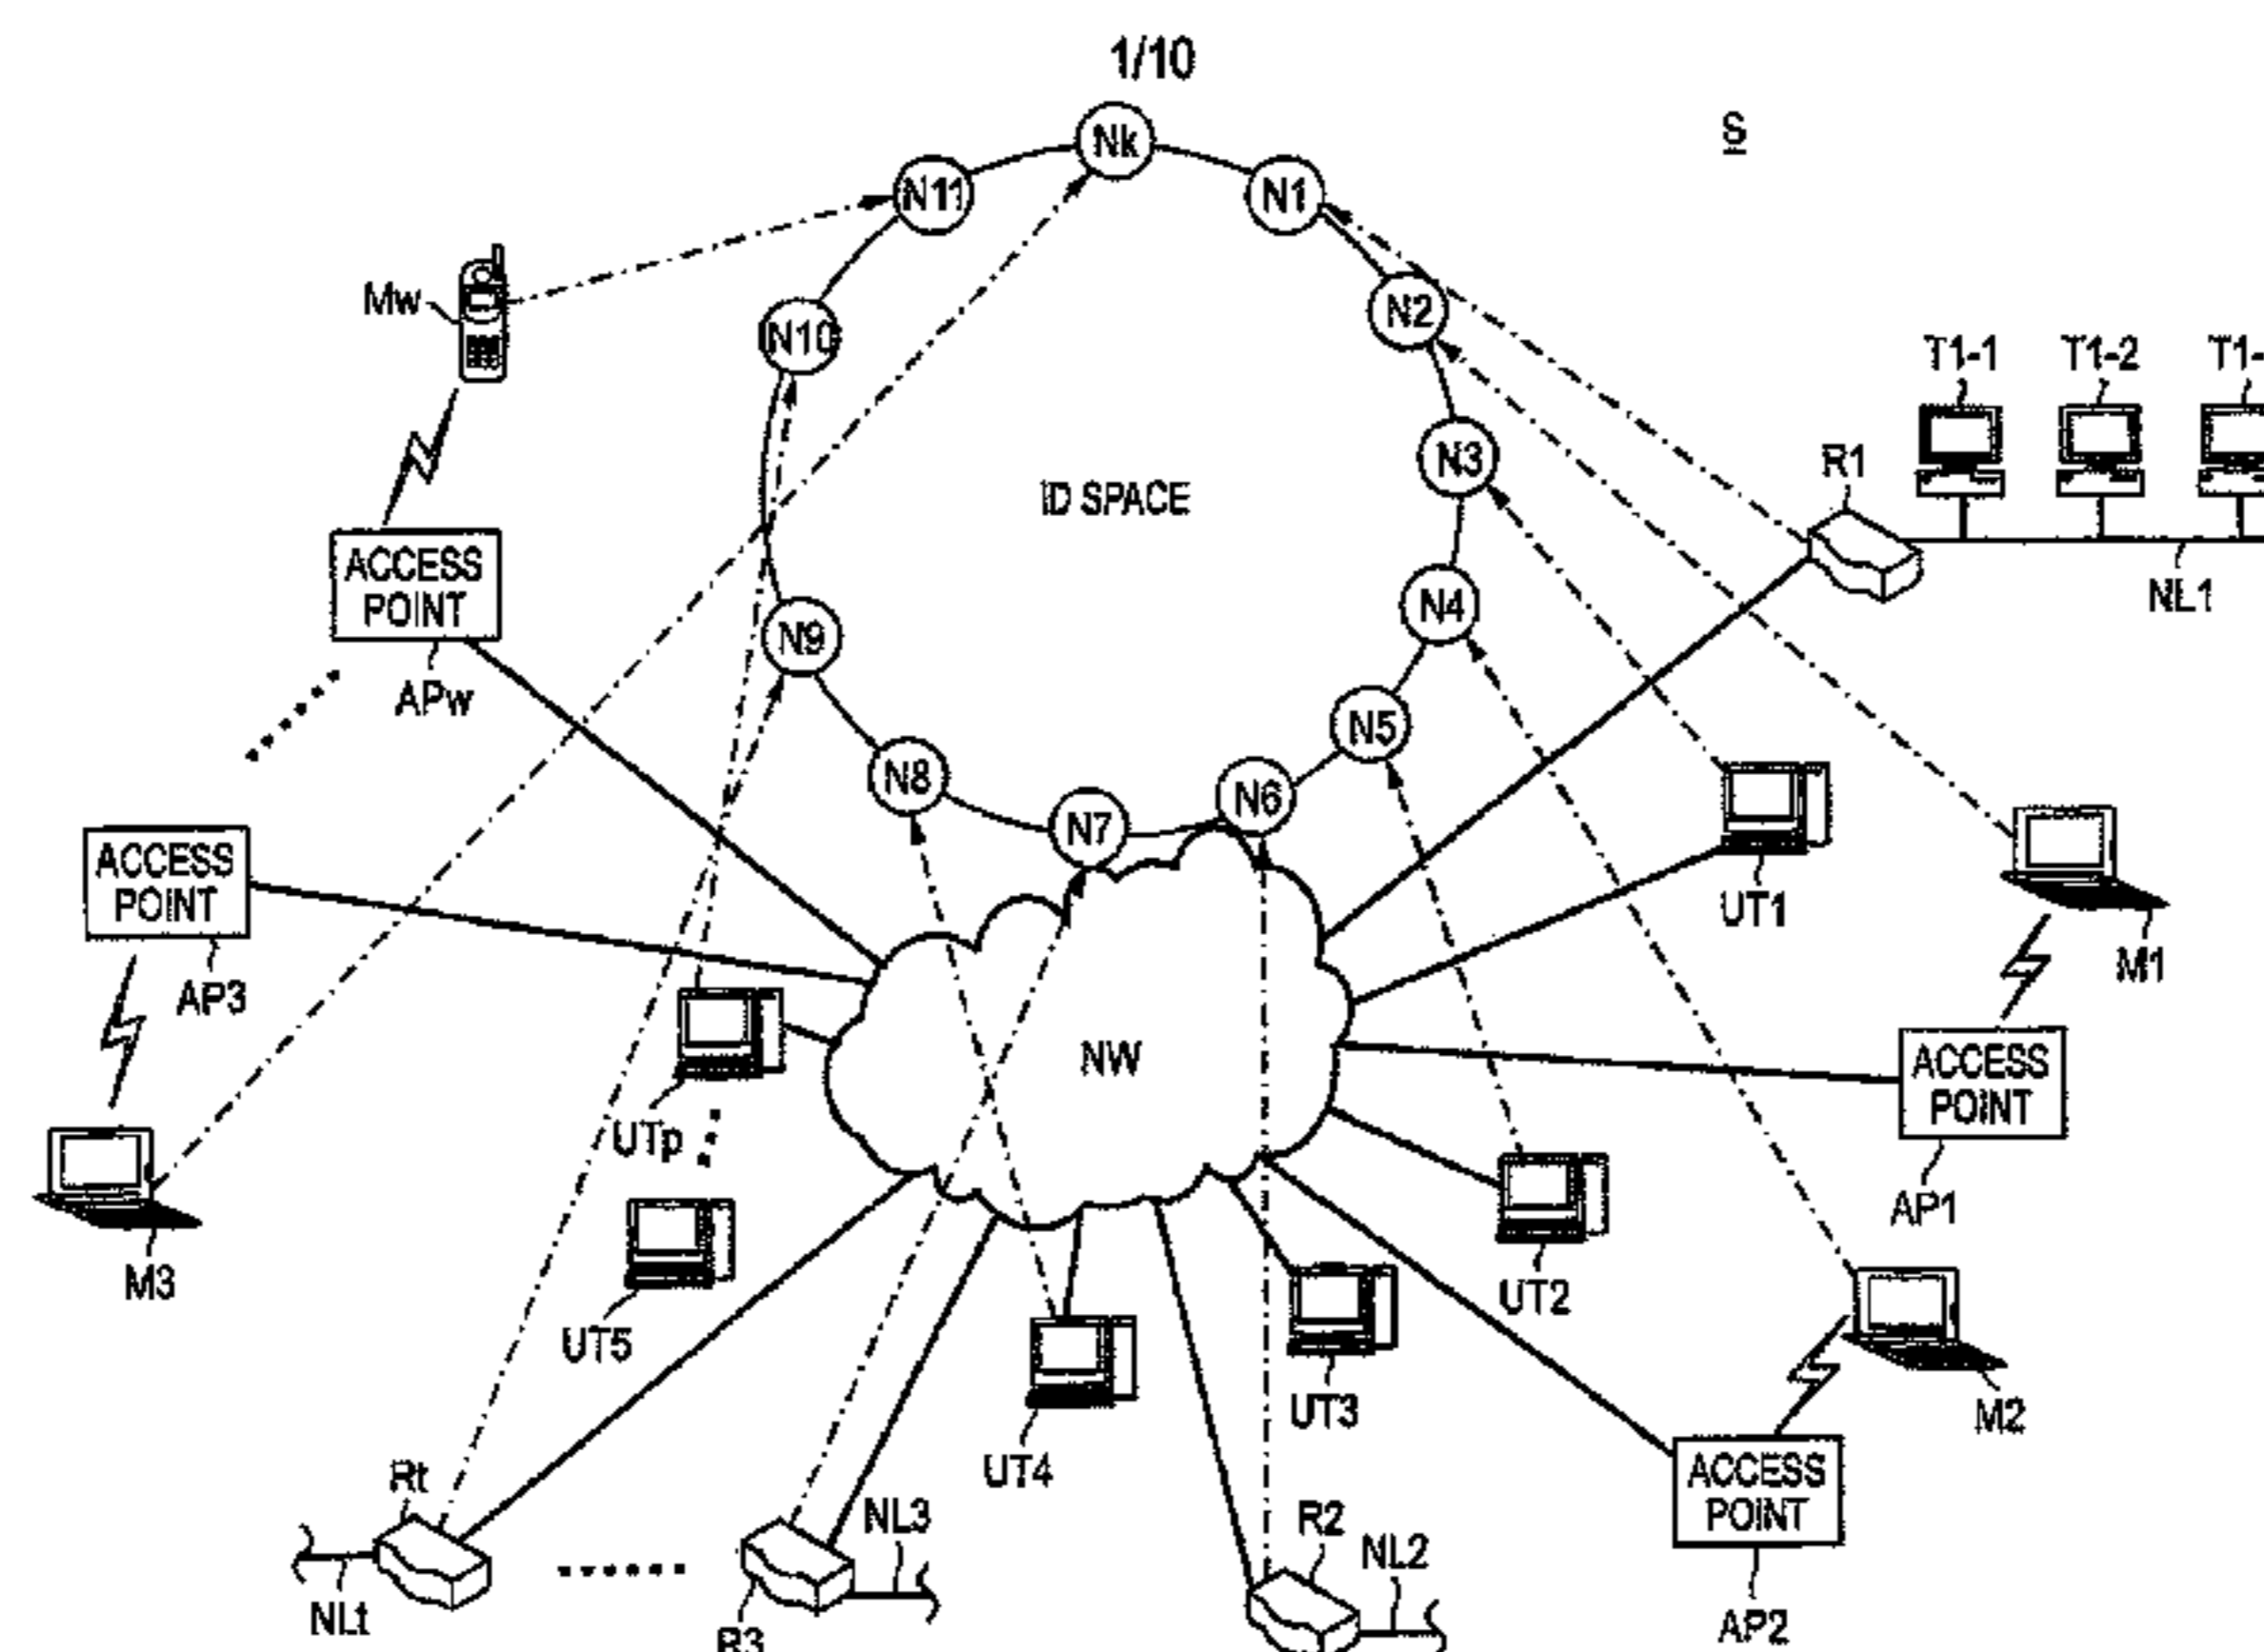 1/10
S
Nk
N11
N1
Mw
N10
N2
T1-1
T1-2
T1-
N3
R1
ID SPACE
ACCESS
POINT
N4
NL1
N9
APw
N5
N8
N6
N7
ACCESS
POINT
UT1
AP3
M1
NW
ACCESS
POINT
UTp
AP1
M3
UT5
UT2
UT3
M2
UT4
Rt
NL3
R2
NL2
ACCESS
POINT
NLt
R3
AP2